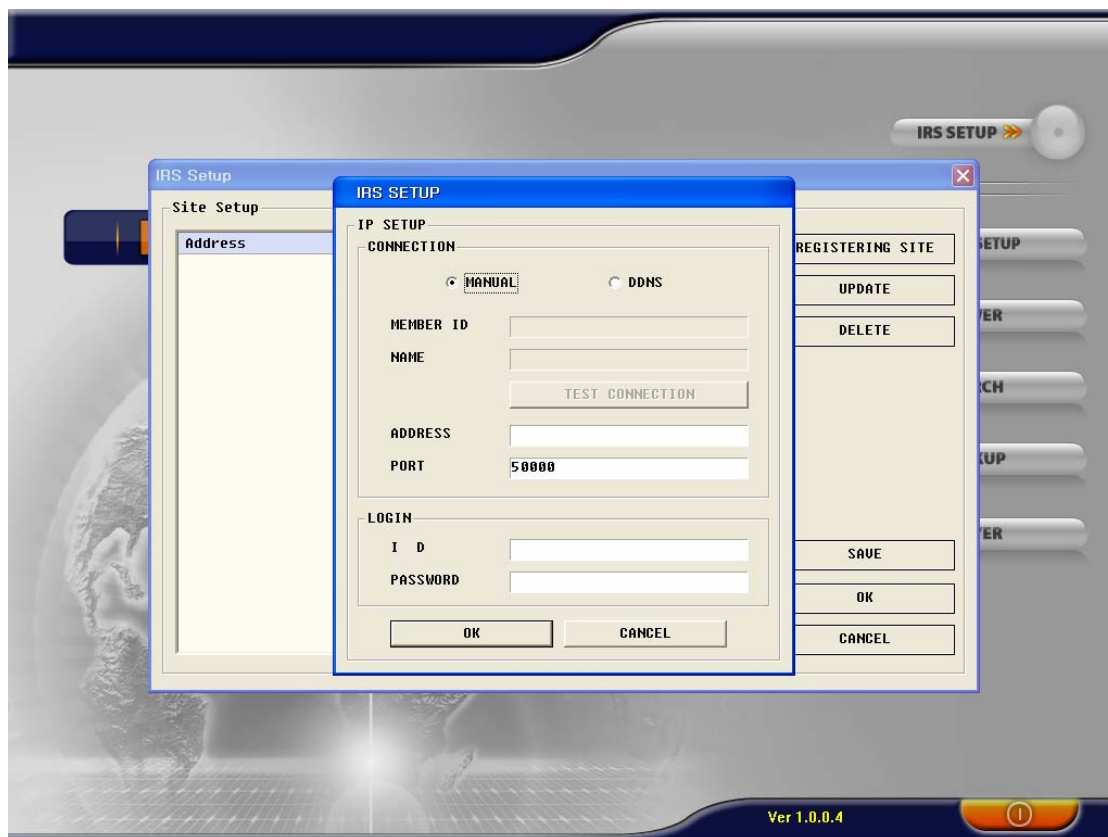 IRS SETUP
IRS Setup
Site Setup
Address
IRS SETUP
IP SETUP
CONNECTION
MANUAL
DDNS
MEMBER ID
NAME
TEST CONNECTION
ADDRESS
PORT
50000
LOGIN
I D
PASSWORD
OK
CANCEL
REGISTERING SITE
UPDATE
DELETE
SAVE
OK
CANCEL
Ver 1.0.0.4